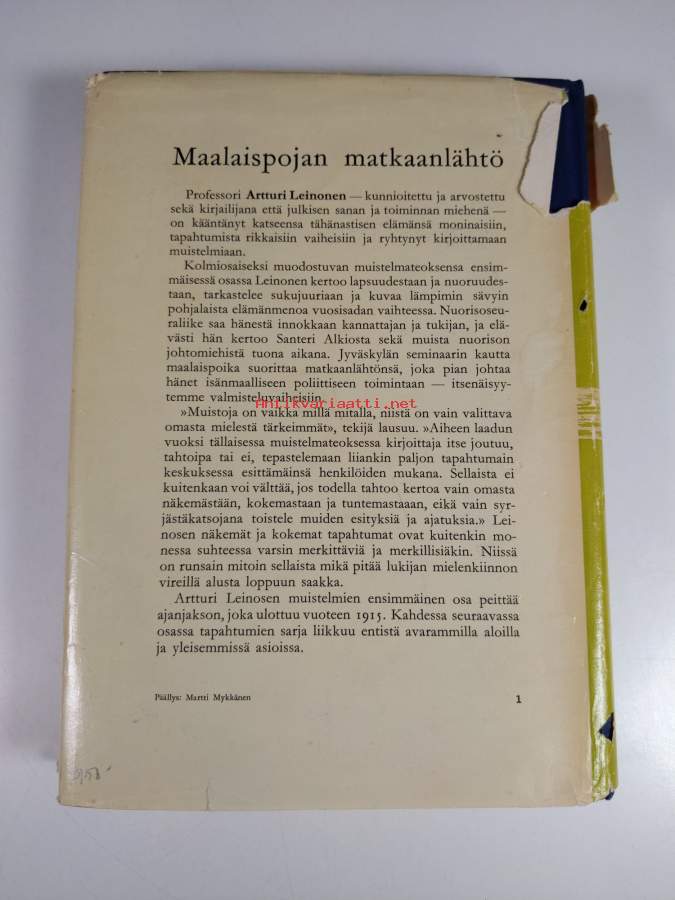 Maalaispojan matkaanlähtö
Professori Artturi Leinonen — kunnioitettu ja arvostettu
sekä kirjailijana että julkisen sanan ja toiminnan miehenä —
on kääntänyt katseensa tähänastisen elämänsä moninaisiin,
tapahtumista rikkaisiin vaiheisiin ja ryhtynyt kirjoittamaan
muistelmiaan.
Kolmiosaiseksi muodostuvan muistelmateoksensa ensim-
mäisessä osassa Leinonen kertoo lapsuudestaan ja nuoruudes-
taan, tarkastelee sukujuuriaan ja kuvaa lämpimin sävyin
pohjalaista elämänmenoa vuosisadan vaihteessa. Nuorisoseu-
raliike saa hänestä innokkaan kannattajan ja tukijan, ja elä-
västi hän kertoo Santeri Alkiosta sekä muista nuorison
johtomiehistä tuona aikana. Jyväskylän seminaarin kautta
maalaispoika suorittaa matkaanlähtönsä, joka pian johtaa
hänet isänmaalliseen poliittiseen toimintaan — itsenäisyy-
temme valmisteluvaiheisiin.
Antikvariaatti.net
»Muistoja on vaikka millä mitalla, niistä on vain valittava
omasta mielestä tärkeimmät», tekijä lausuu. »Aiheen laadun
vuoksi tällaisessa muistelmateoksessa kirjoittaja itse joutuu,
tahtoipa tai ei, tepastelemaan liiankin paljon tapahtumain
keskuksessa esittämäinsä henkilöiden mukana. Sellaista ei
kuitenkaan voi välttää, jos todella tahtoo kertoa vain omasta
näkemästään, kokemastaan ja tuntemastaaan, eikä vain syr-
jästäkatsojana toistele muiden esityksiä ja ajatuksia.» Lei-
nosen näkemät ja kokemat tapahtumat ovat kuitenkin mo-
nessa suhteessa varsin merkittäviä ja merkillisiäkin. Niissä
on runsain mitoin sellaista mikä pitää lukijan mielenkiinnon
vireillä alusta loppuun saakka.
Artturi Leinosen muistelmien ensimmäinen osa peittää
ajanjakson, joka ulottuu vuoteen 1915. Kahdessa seuraavassa
osassa tapahtumien sarja liikkuu entistä avarammilla aloilla
ja yleisemmissä asioissa.
Päällys: Martti Mykkänen
1